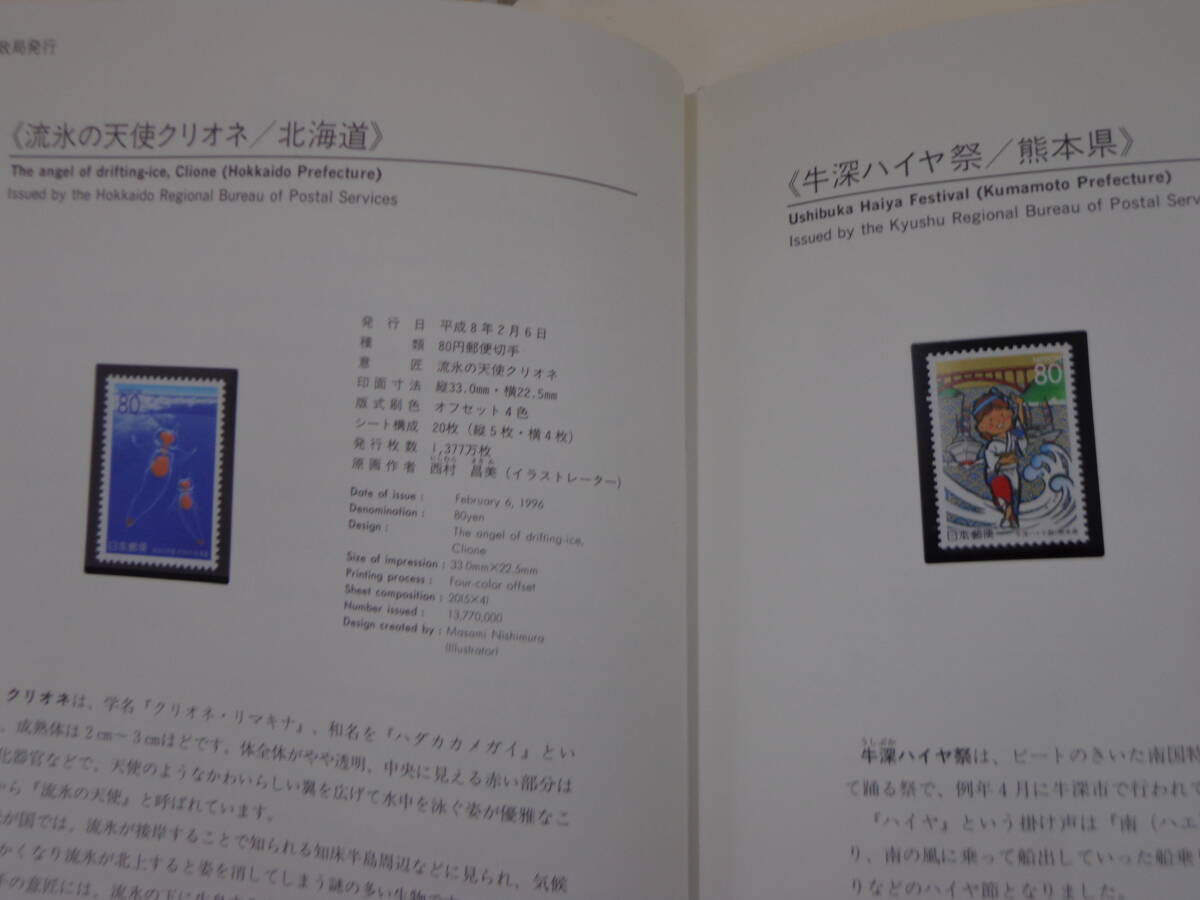 政局発行
《流氷の天使クリオネ／北海道》
The angel of drifting-ice, Clione (Hokkaido Prefecture)
Issued by the Hokkaido Regional Bureau of Postal Services
発行日 平成8年2月6日
種類 80円郵便切手
意匠 流氷の天使クリオネ
印面寸法 縦33.0mm・横22.5mm
版式刷色 オフセット4色
シート構成 20枚（縦5枚・横4枚）
発行枚数 1,377万枚
原画作者 西村 昌美（イラストレーター）
Date of issue : February 6, 1996
Denomination : 80yen
Design : The angel of drifting-ice,
Clione
Size of impression : 33.0mm×22.5mm
Printing process : Four-color offset
Sheet composition : 20(5×4)
Number issued : 13,770,000
Design created by : Masami Nishimura
(Illustrator)
80
日本郵便
クリオネは、学名『クリオネ・リマキナ』、和名を『ハダカカメガイ』とい
。成熟体は2cm〜3cmほどです。体全体がやや透明、中央に見える赤い部分は
化器官などで、天使のようなかわいらしい翼を広げて水中を泳ぐ姿が優雅なこ
から『流氷の天使』と呼ばれています。
が国では、流氷が接岸することで知られる知床半島周辺などに見られ、気候
かくなり流氷が北上すると姿を消してしまう謎の多い生物で
の意匠には、流氷の下に
《牛深ハイヤ祭／熊本県》
Ushibuka Haiya Festival (Kumamoto Prefecture)
Issued by the Kyushu Regional Bureau of Postal Serv
NIPPON
80
日本郵便
うしぶか
牛深ハイヤ祭は、ビートのきいた南国特
て踊る祭で、例年4月に牛深市で行われて
『ハイヤ』という掛け声は『南（ハエ
り、南の風に乗って船出していった船乗り
りなどのハイヤ節となりました。